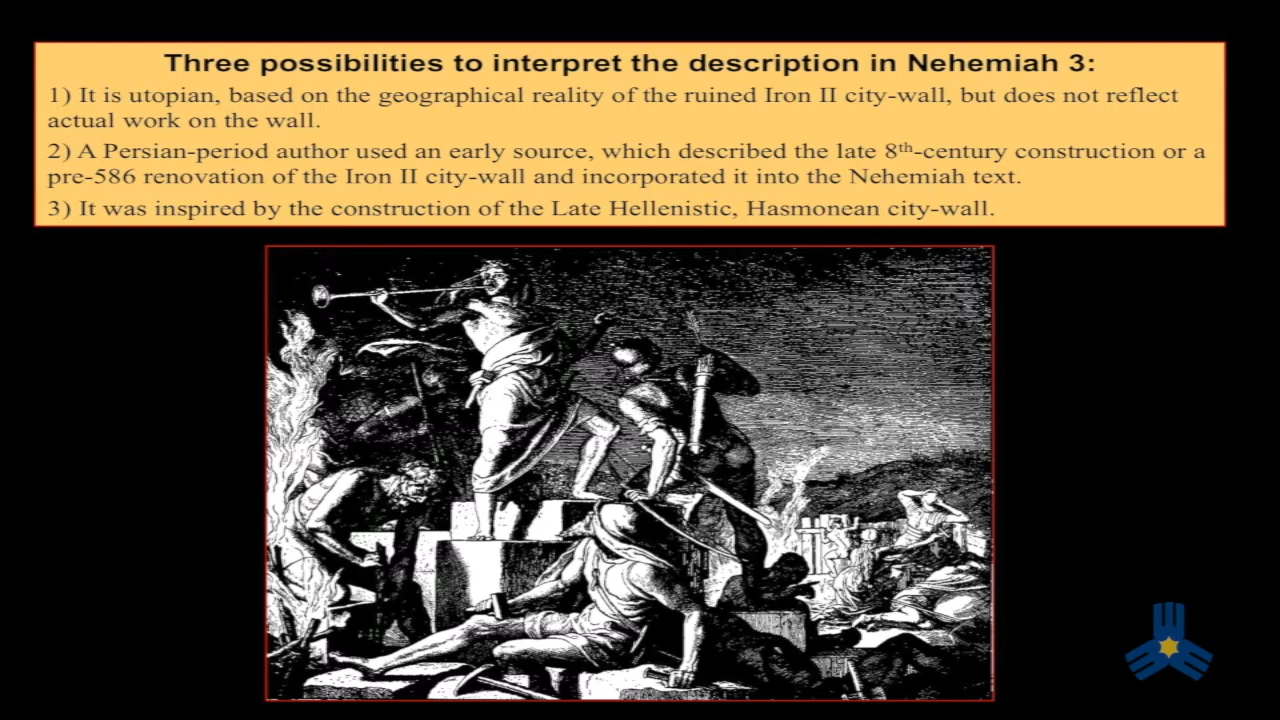 Three possibilities to interpret the description in Nehemiah 3:
1) It is utopian, based on the geographical reality of the ruined Iron II city-wall, but does not reflect
actual work on the wall.
2) A Persian-period author used an early source, which described the late 8th-century construction or a
pre-586 renovation of the Iron II city-wall and incorporated it into the Nehemiah text.
3) It was inspired by the construction of the Late Hellenistic, Hasmonean city-wall.